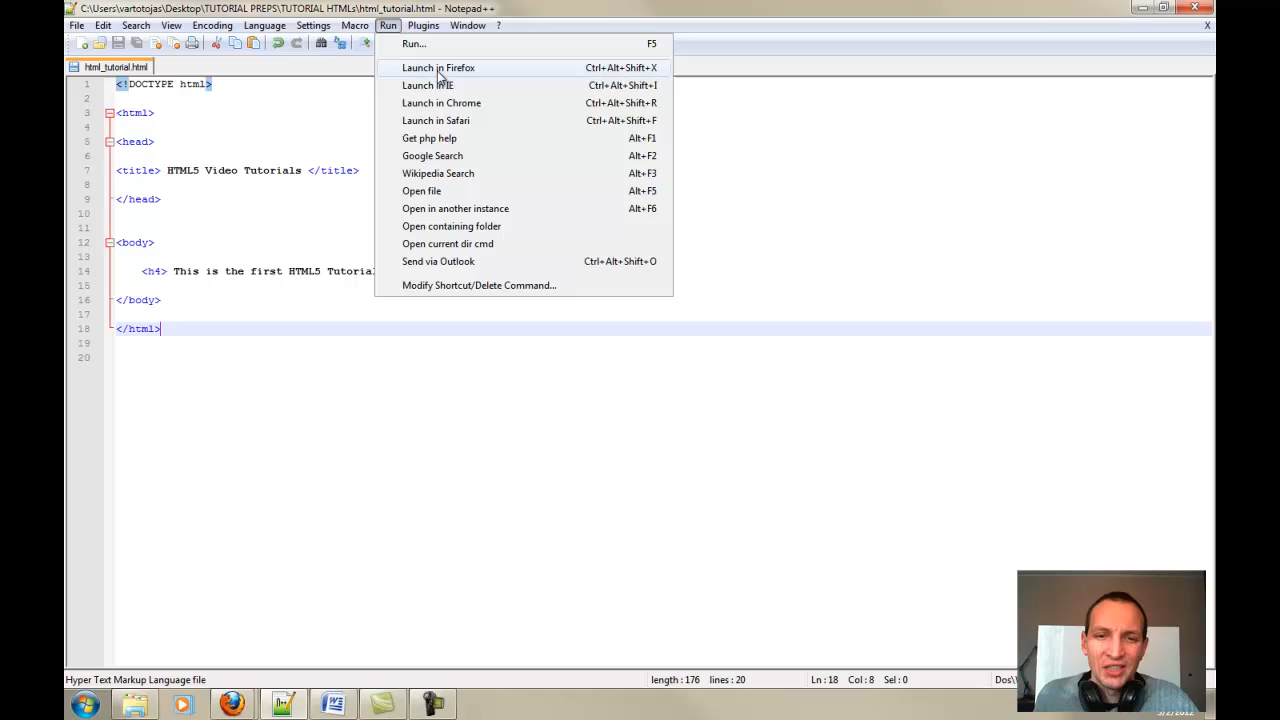 C:\Users\vartotojas\Desktop\TUTORIAL PREPS\TUTORIAL HTMLs\html_tutorial.html - Notepad++
File Edit Search View Encoding Language Settings Macro Run Plugins Window ? X
html_tutorial.html
Run... F5
Launch in Firefox Ctrl+Alt+Shift+X
Launch in IE Ctrl+Alt+Shift+I
Launch in Chrome Ctrl+Alt+Shift+R
Launch in Safari Ctrl+Alt+Shift+F
Get php help Alt+F1
Google Search Alt+F2
Wikipedia Search Alt+F3
Open file Alt+F5
Open in another instance Alt+F6
Open containing folder
Open current dir cmd
Send via Outlook Ctrl+Alt+Shift+O
Modify Shortcut/Delete Command...
1 <!DOCTYPE html>
2
3 <html>
4
5 <head>
6
7 <title> HTML5 Video Tutorials </title>
8
9 </head>
10
11
12 <body>
13
14 <h4> This is the first HTML5 Tutorial
15
16 </body>
17
18 </html>
19
20
Hyper Text Markup Language file length : 176 lines : 20 Ln : 18 Col : 8 Sel : 0 Dos\